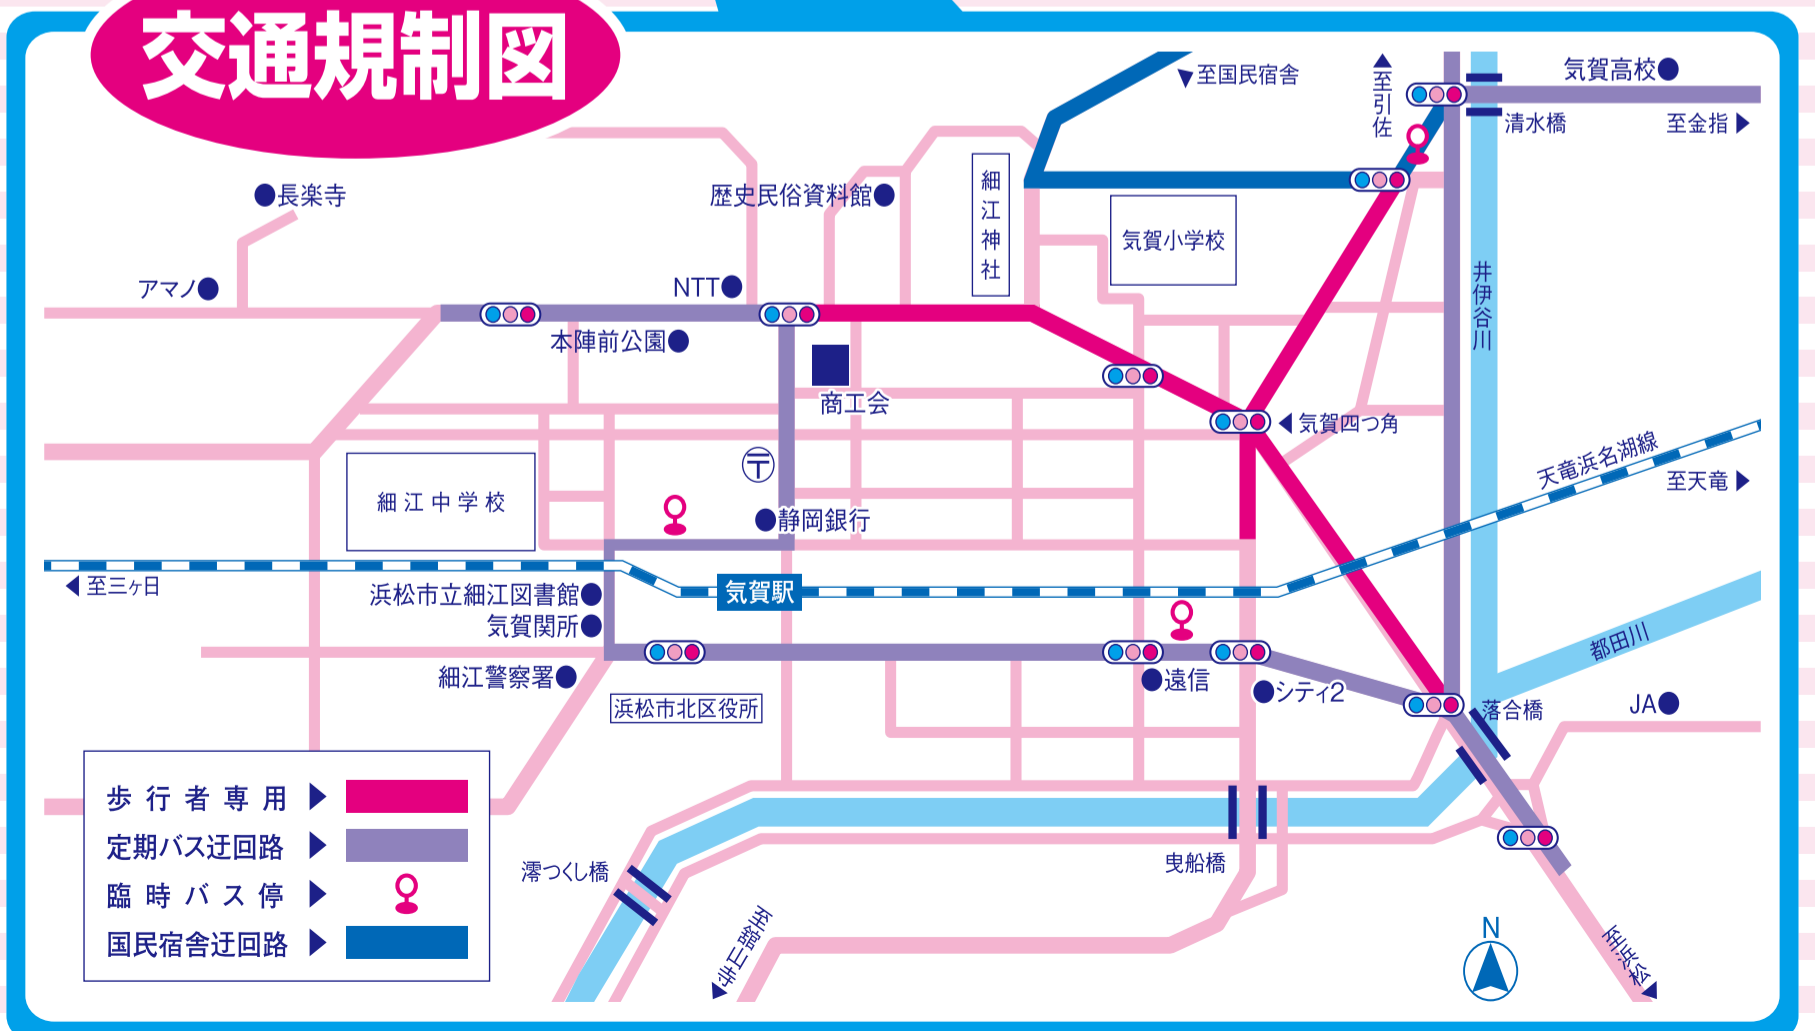 交通規制図
至国民宿舎
至引佐
気賀高校
清水橋
至金指
長楽寺
歴史民俗資料館
細江神社
気賀小学校
井伊谷川
アマノ
NTT
本陣前公園
商工会
気賀四つ角
天竜浜名湖線
至天竜
細江中学校
〒
静岡銀行
至三ヶ日
浜松市立細江図書館
気賀駅
気賀関所
細江警察署
浜松市北区役所
遠信
シティ2
都田川
落合橋
JA
歩行者専用
定期バス迂回路
臨時バス停
国民宿舎迂回路
澪つくし橋
曳船橋
至臨江寺
N
至浜松